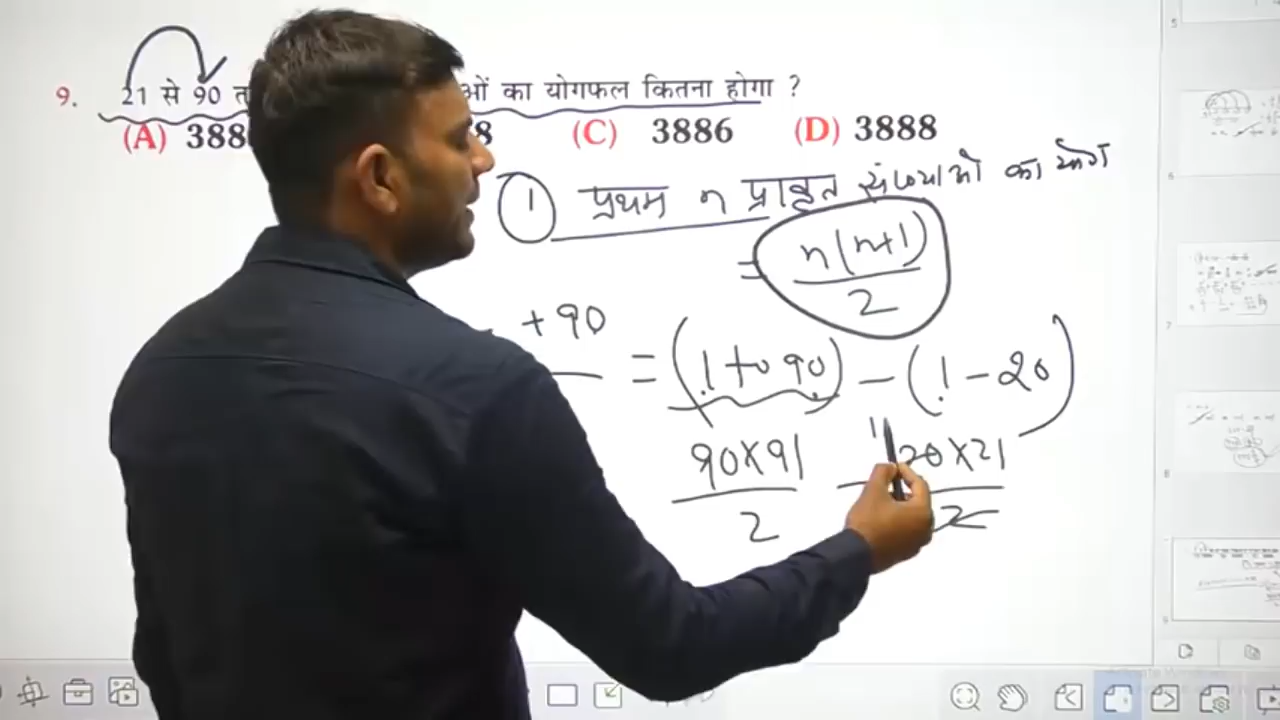 9. 21 से 90 त ओं का योगफल कितना होगा ?
(A) 388 8 (C) 3886 (D) 3888
1 प्रथम n प्राकृत संख्याओ का योग
= n(n+1) / 2
+ 90 = (1 to 90) – (1 – 20)
90×91 / 2 – 20×21 / 2